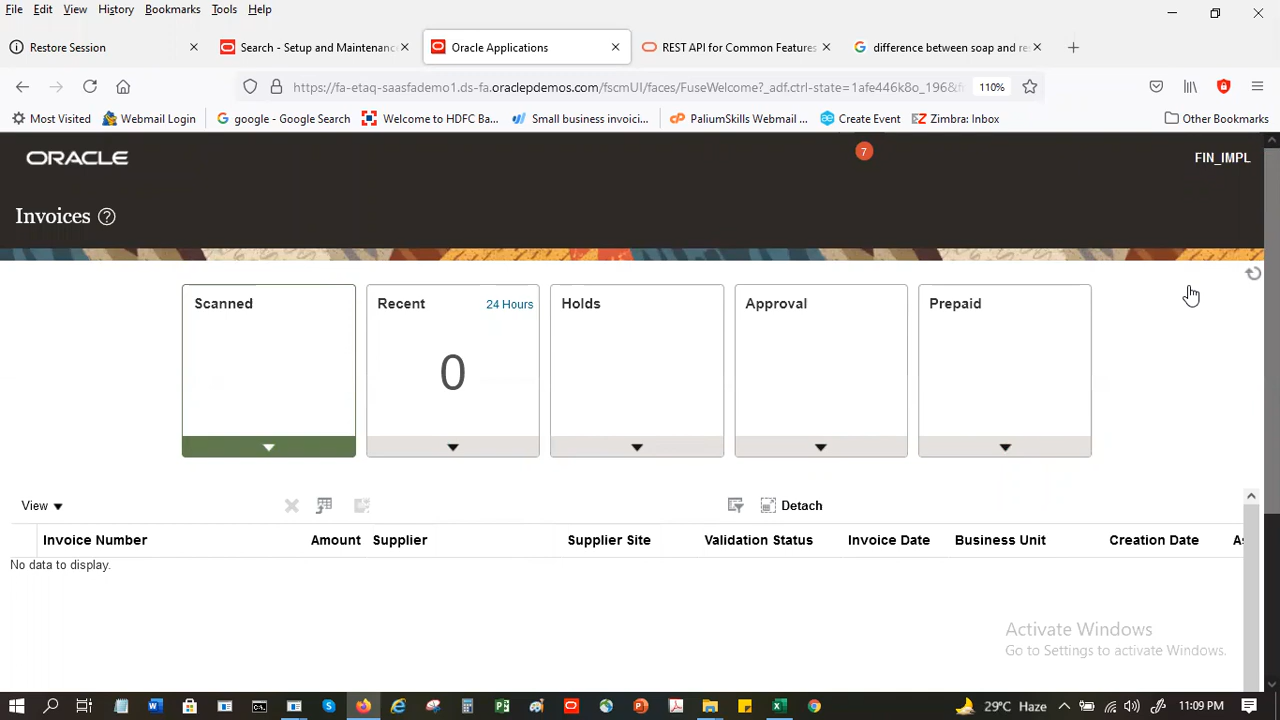 File Edit View History Bookmarks Tools Help
Restore Session
Search - Setup and Maintenance
Oracle Applications
REST API for Common Features
difference between soap and re
https://fa-etaq-saasfademo1.ds-fa.oracledemos.com/fscmUI/faces/FuseWelcome?_adf.ctrl-state=1afe446k8o_196&
110%
Most Visited
Webmail Login
google - Google Search
Welcome to HDFC Ba...
Small business invoici...
PaliumSkills Webmail ...
Create Event
Zimbra: Inbox
Other Bookmarks
ORACLE
7
FIN_IMPL
Invoices ?
Scanned
Recent 24 Hours
0
Holds
Approval
Prepaid
View
Detach
Invoice Number Amount Supplier Supplier Site Validation Status Invoice Date Business Unit Creation Date
No data to display.
Activate Windows
Go to Settings to activate Windows.
29°C Haze
11:09 PM